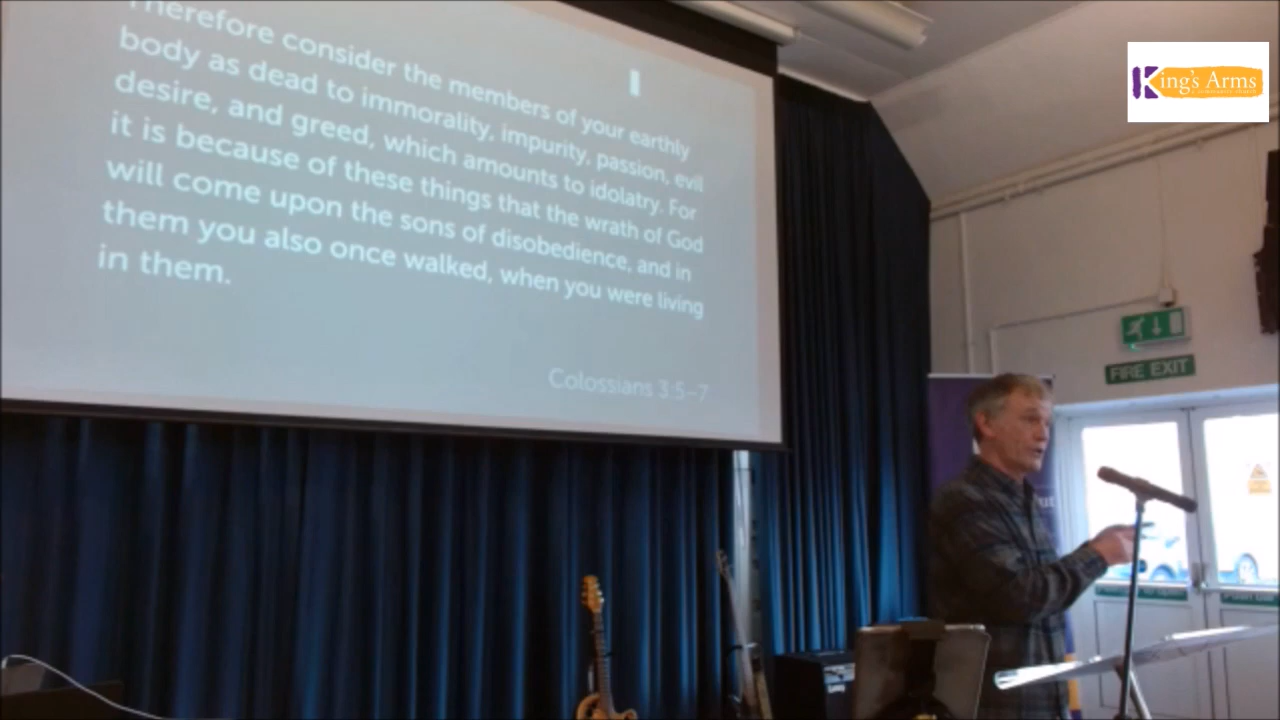 Therefore consider the members of your earthly
body as dead to immorality, impurity, passion, evil
desire, and greed, which amounts to idolatry. For
it is because of these things that the wrath of God
will come upon the sons of disobedience, and in
them you also once walked, when you were living
in them.
Colossians 3:5-7
King's Arms
a community church
FIRE EXIT